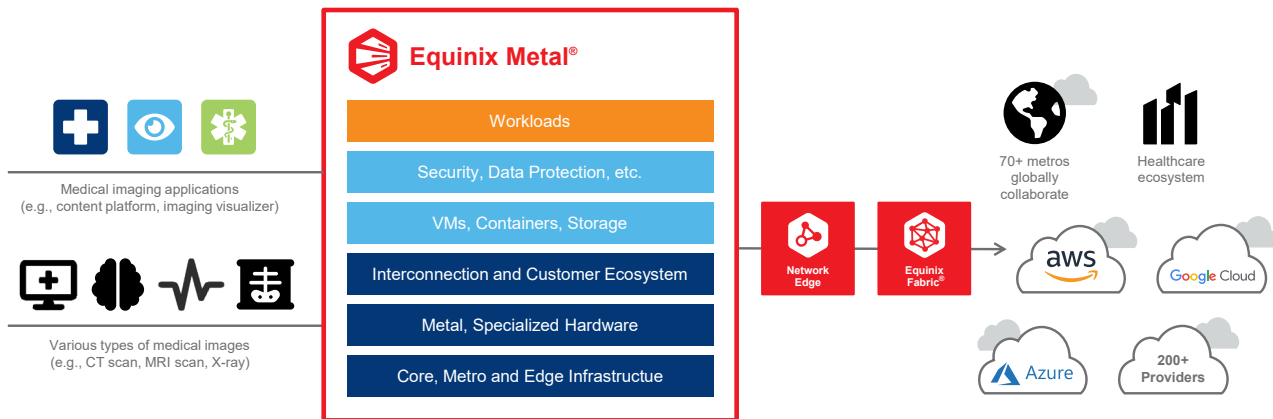 Equinix Metal®
Workloads
Security, Data Protection, etc.
VMs, Containers, Storage
Interconnection and Customer Ecosystem
Metal, Specialized Hardware
Core, Metro and Edge Infrastructue
Medical imaging applications
(e.g., content platform, imaging visualizer)
Various types of medical images
(e.g., CT scan, MRI scan, X-ray)
Network
Edge
Equinix
Fabric®
70+ metros
globally
collaborate
Healthcare
ecosystem
aws
Google Cloud
Azure
200+
Providers